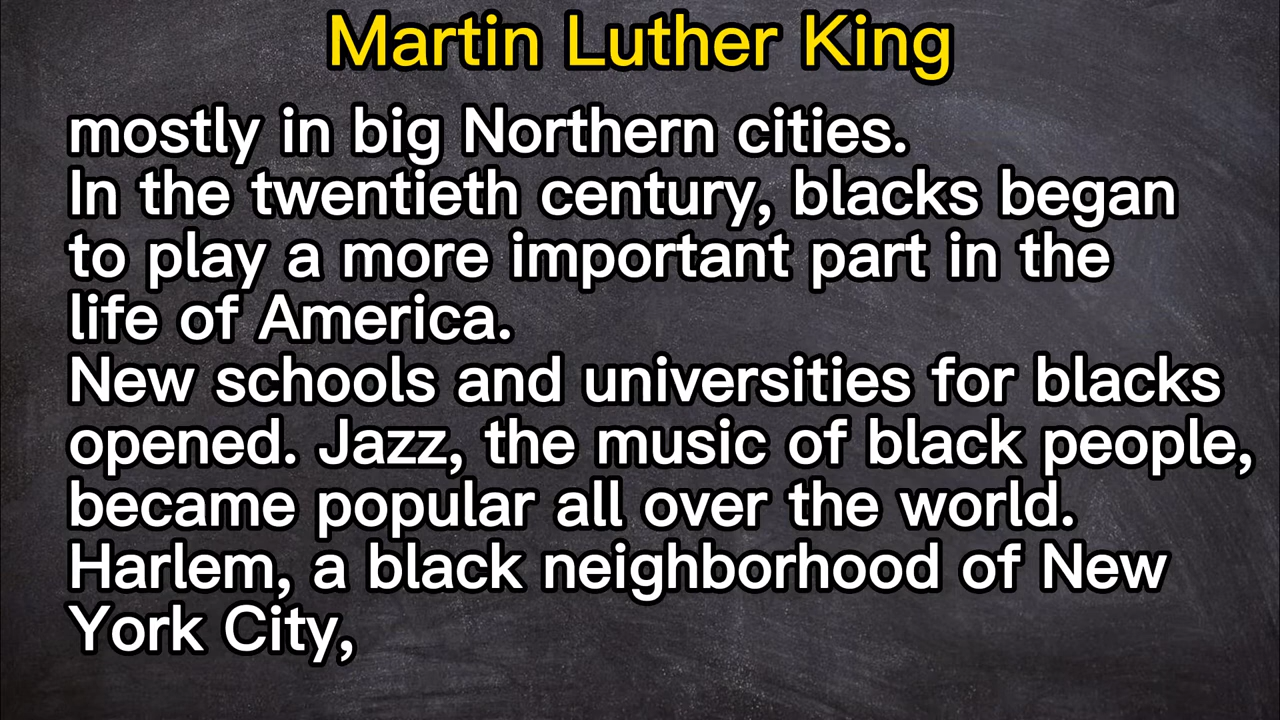 Martin Luther King
mostly in big Northern cities.
In the twentieth century, blacks began
to play a more important part in the
life of America.
New schools and universities for blacks
opened. Jazz, the music of black people,
became popular all over the world.
Harlem, a black neighborhood of New
York City,